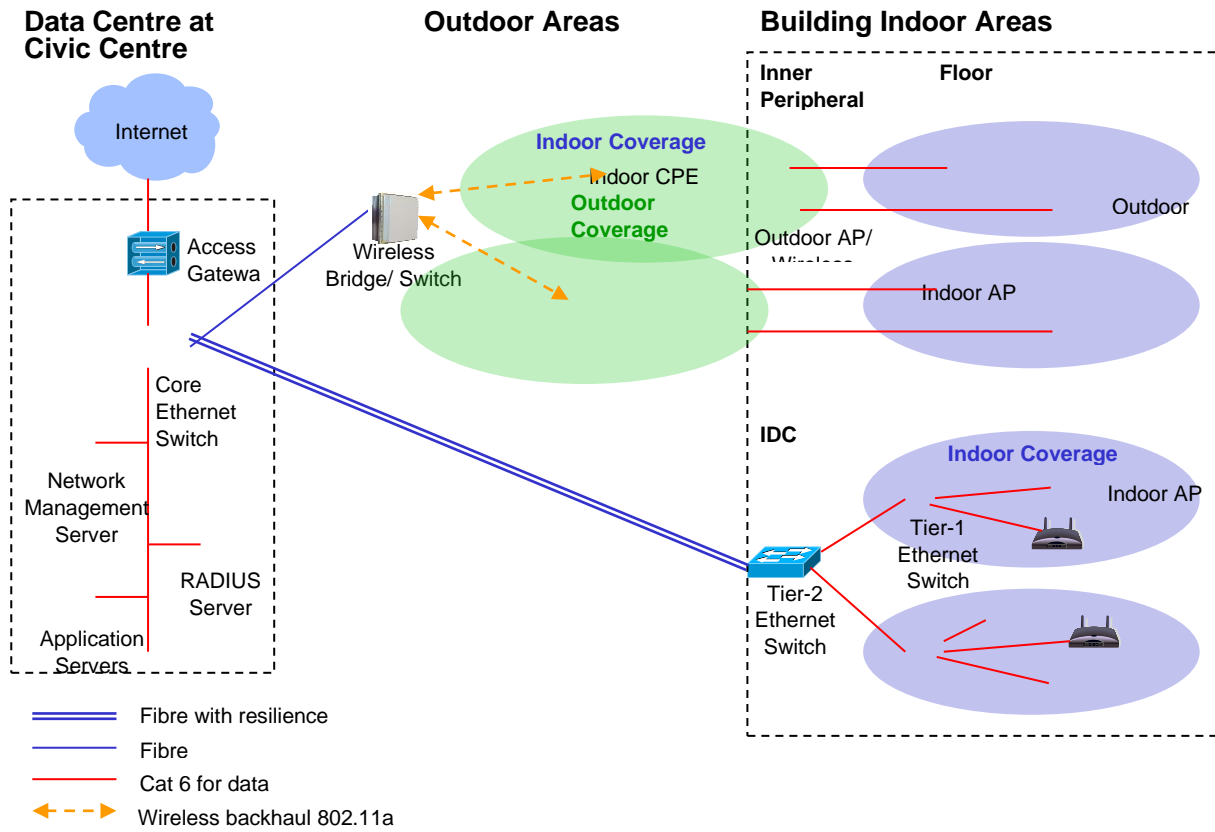 Data Centre at
Civic Centre
Outdoor Areas
Building Indoor Areas
Inner
Peripheral
Floor
Internet
Indoor Coverage
Indoor CPE
Outdoor
Coverage
Outdoor
Access
Gatewa
Wireless
Bridge/ Switch
Outdoor AP/
Wireless
Indoor AP
Core
Ethernet
Switch
IDC
Indoor Coverage
Indoor AP
Network
Management
Server
Tier-1
Ethernet
Switch
RADIUS
Server
Tier-2
Ethernet
Switch
Application
Servers
Fibre with resilience
Fibre
Cat 6 for data
Wireless backhaul 802.11a